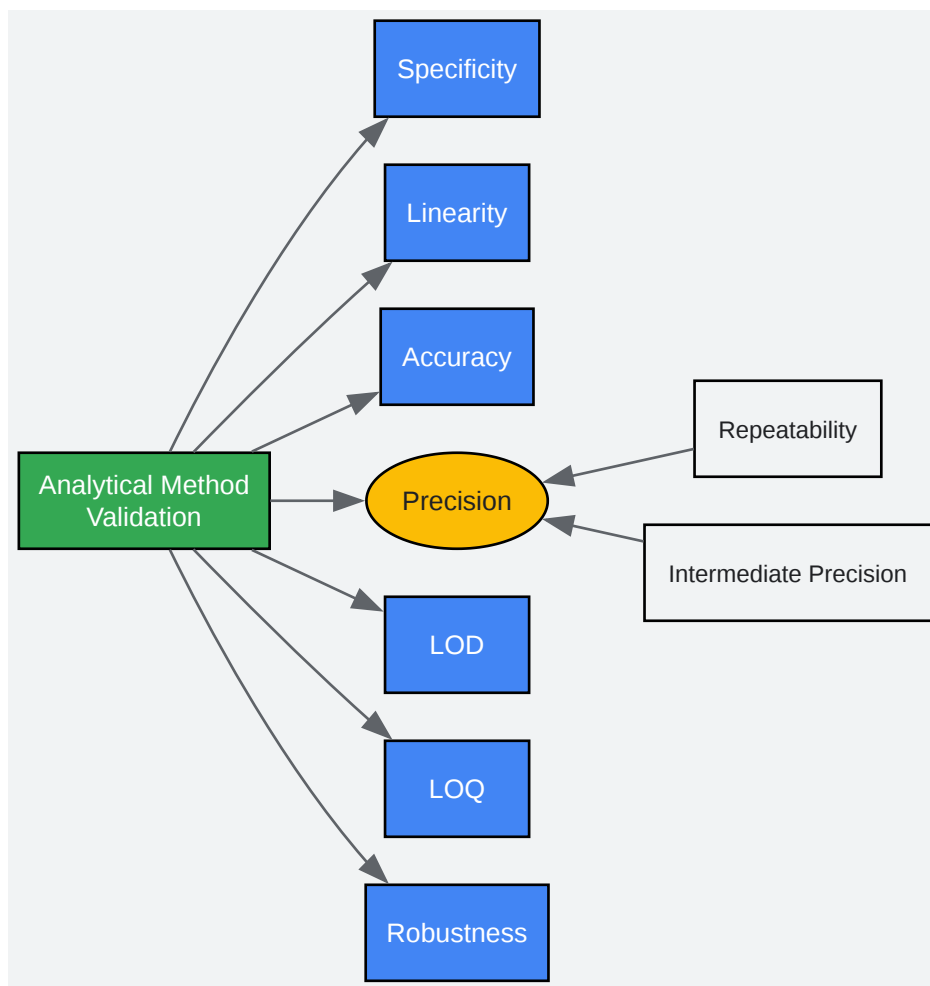 Specificity
Linearity
Accuracy
Repeatability
Analytical Method
Validation
Precision
Intermediate Precision
LOD
LOQ
Robustness